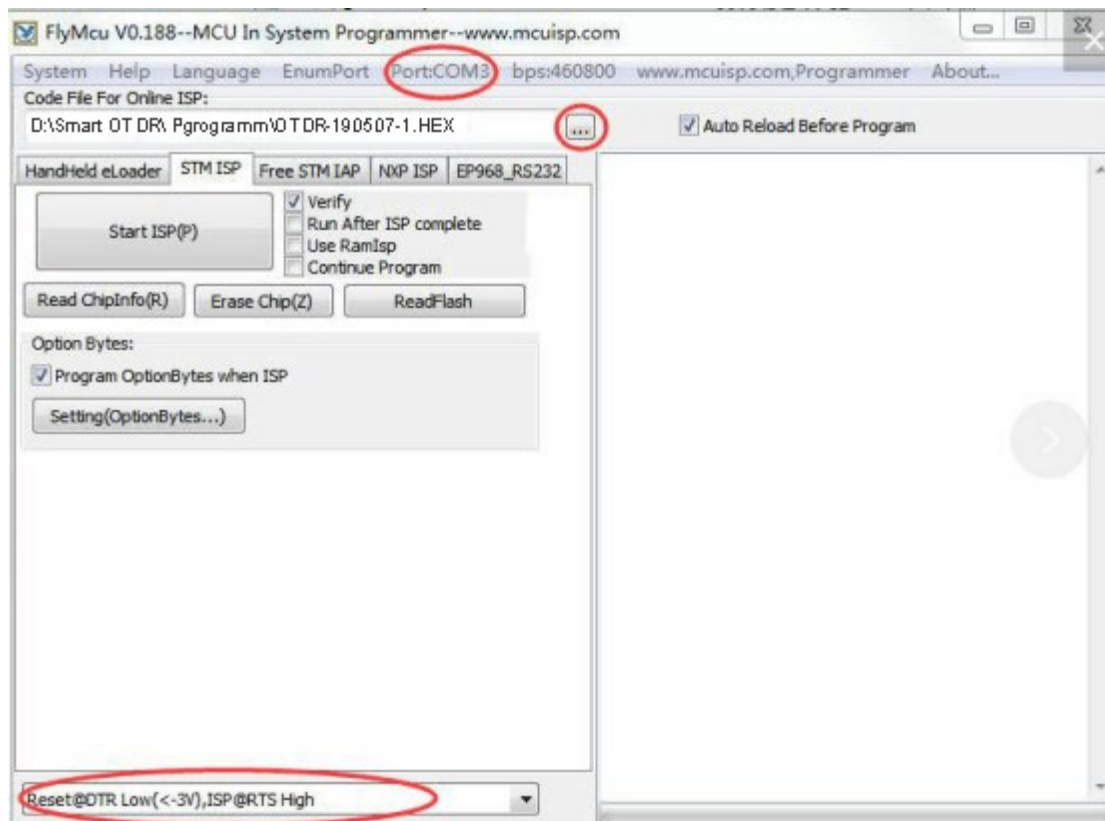 FlyMcu V0.188--MCU In System Programmer--www.mcuisp.com
System Help Language EnumPort Port:COM3 bps:460800 www.mcuisp.com,Programmer About...
Code File For Online ISP:
D:\Smart OT DR\ Pgrogramm\OT DR-190507-1.HEX ... Auto Reload Before Program
HandHeld eLoader STM ISP Free STM IAP NXP ISP EP968_RS232
Verify
Start ISP(P) Run After ISP complete
Use RamIsp
Continue Program
Read ChipInfo(R) Erase Chip(Z) ReadFlash
Option Bytes:
Program OptionBytes when ISP
Setting(OptionBytes...)
Reset@DTR Low(<-3V),ISP@RTS High